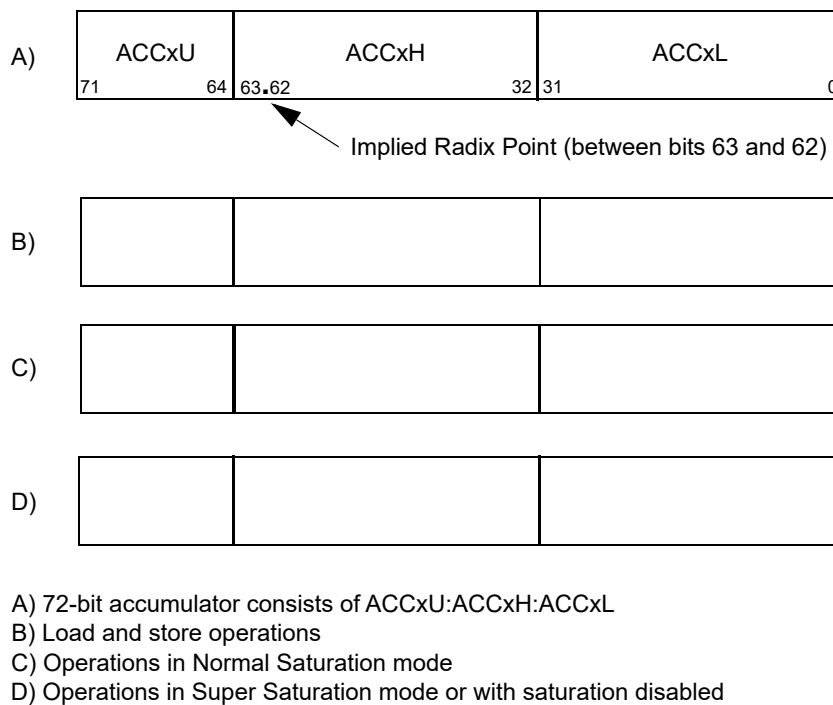 A)
ACCxU ACCxH ACCxL
71 64 63.62 32 31 0
Implied Radix Point (between bits 63 and 62)
B)
C)
D)
A) 72-bit accumulator consists of ACCxU:ACCxH:ACCxL
B) Load and store operations
C) Operations in Normal Saturation mode
D) Operations in Super Saturation mode or with saturation disabled